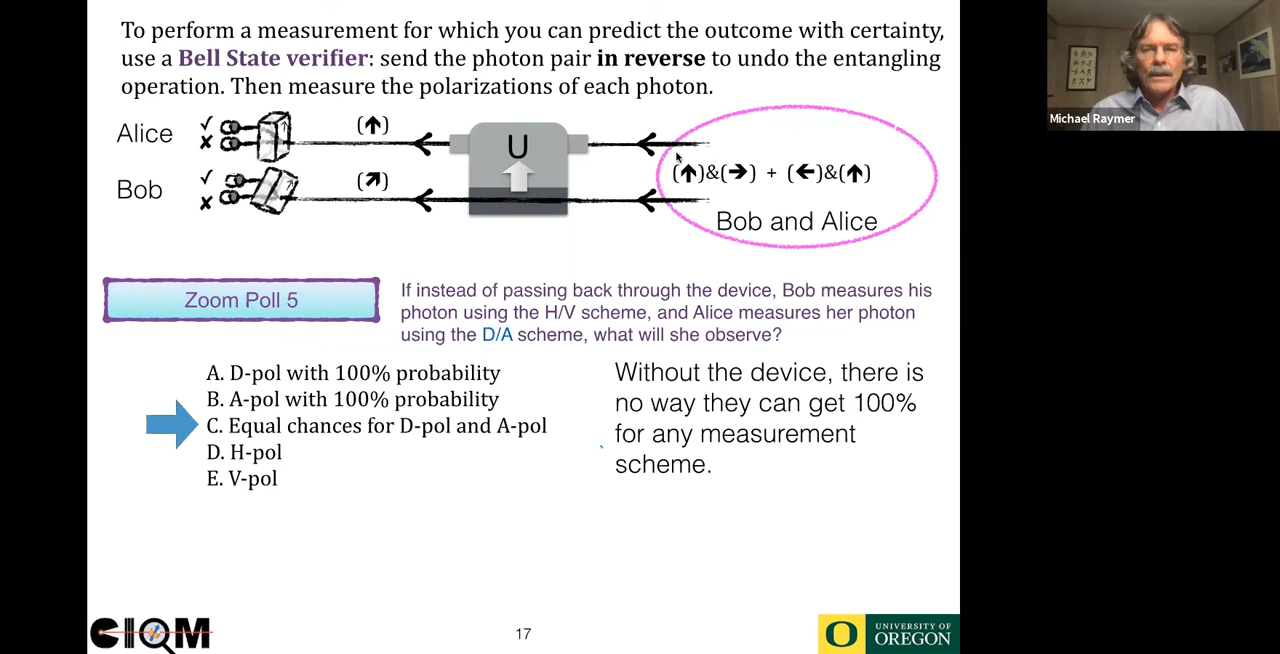 To perform a measurement for which you can predict the outcome with certainty,
use a Bell State verifier: send the photon pair in reverse to undo the entangling
operation. Then measure the polarizations of each photon.
Michael Raymer
Alice
✓
×
(↑)
U
Bob
✓
×
(↗)
(↑)&(→) + (←)&(↑)
Bob and Alice
Zoom Poll 5
If instead of passing back through the device, Bob measures his
photon using the H/V scheme, and Alice measures her photon
using the D/A scheme, what will she observe?
A. D-pol with 100% probability
B. A-pol with 100% probability
C. Equal chances for D-pol and A-pol
D. H-pol
E. V-pol
Without the device, there is
no way they can get 100%
for any measurement
scheme.
CIQM
17
O
UNIVERSITY OF
OREGON